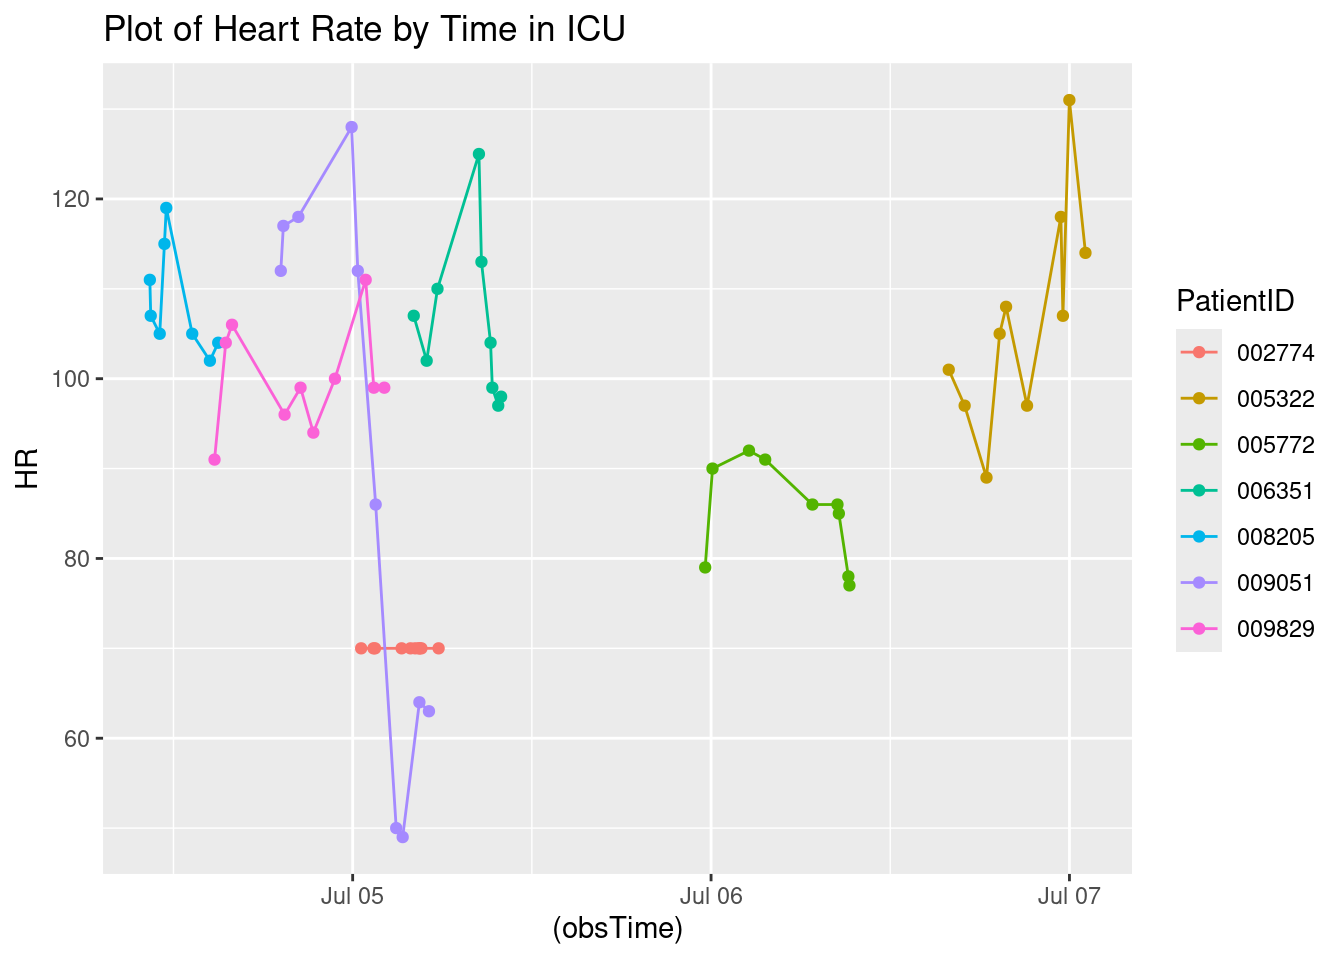 Plot of Heart Rate by Time in ICU
120
100
80
60
HR
Jul 05
Jul 06
Jul 07
(obsTime)
PatientID
002774
005322
005772
006351
008205
009051
009829